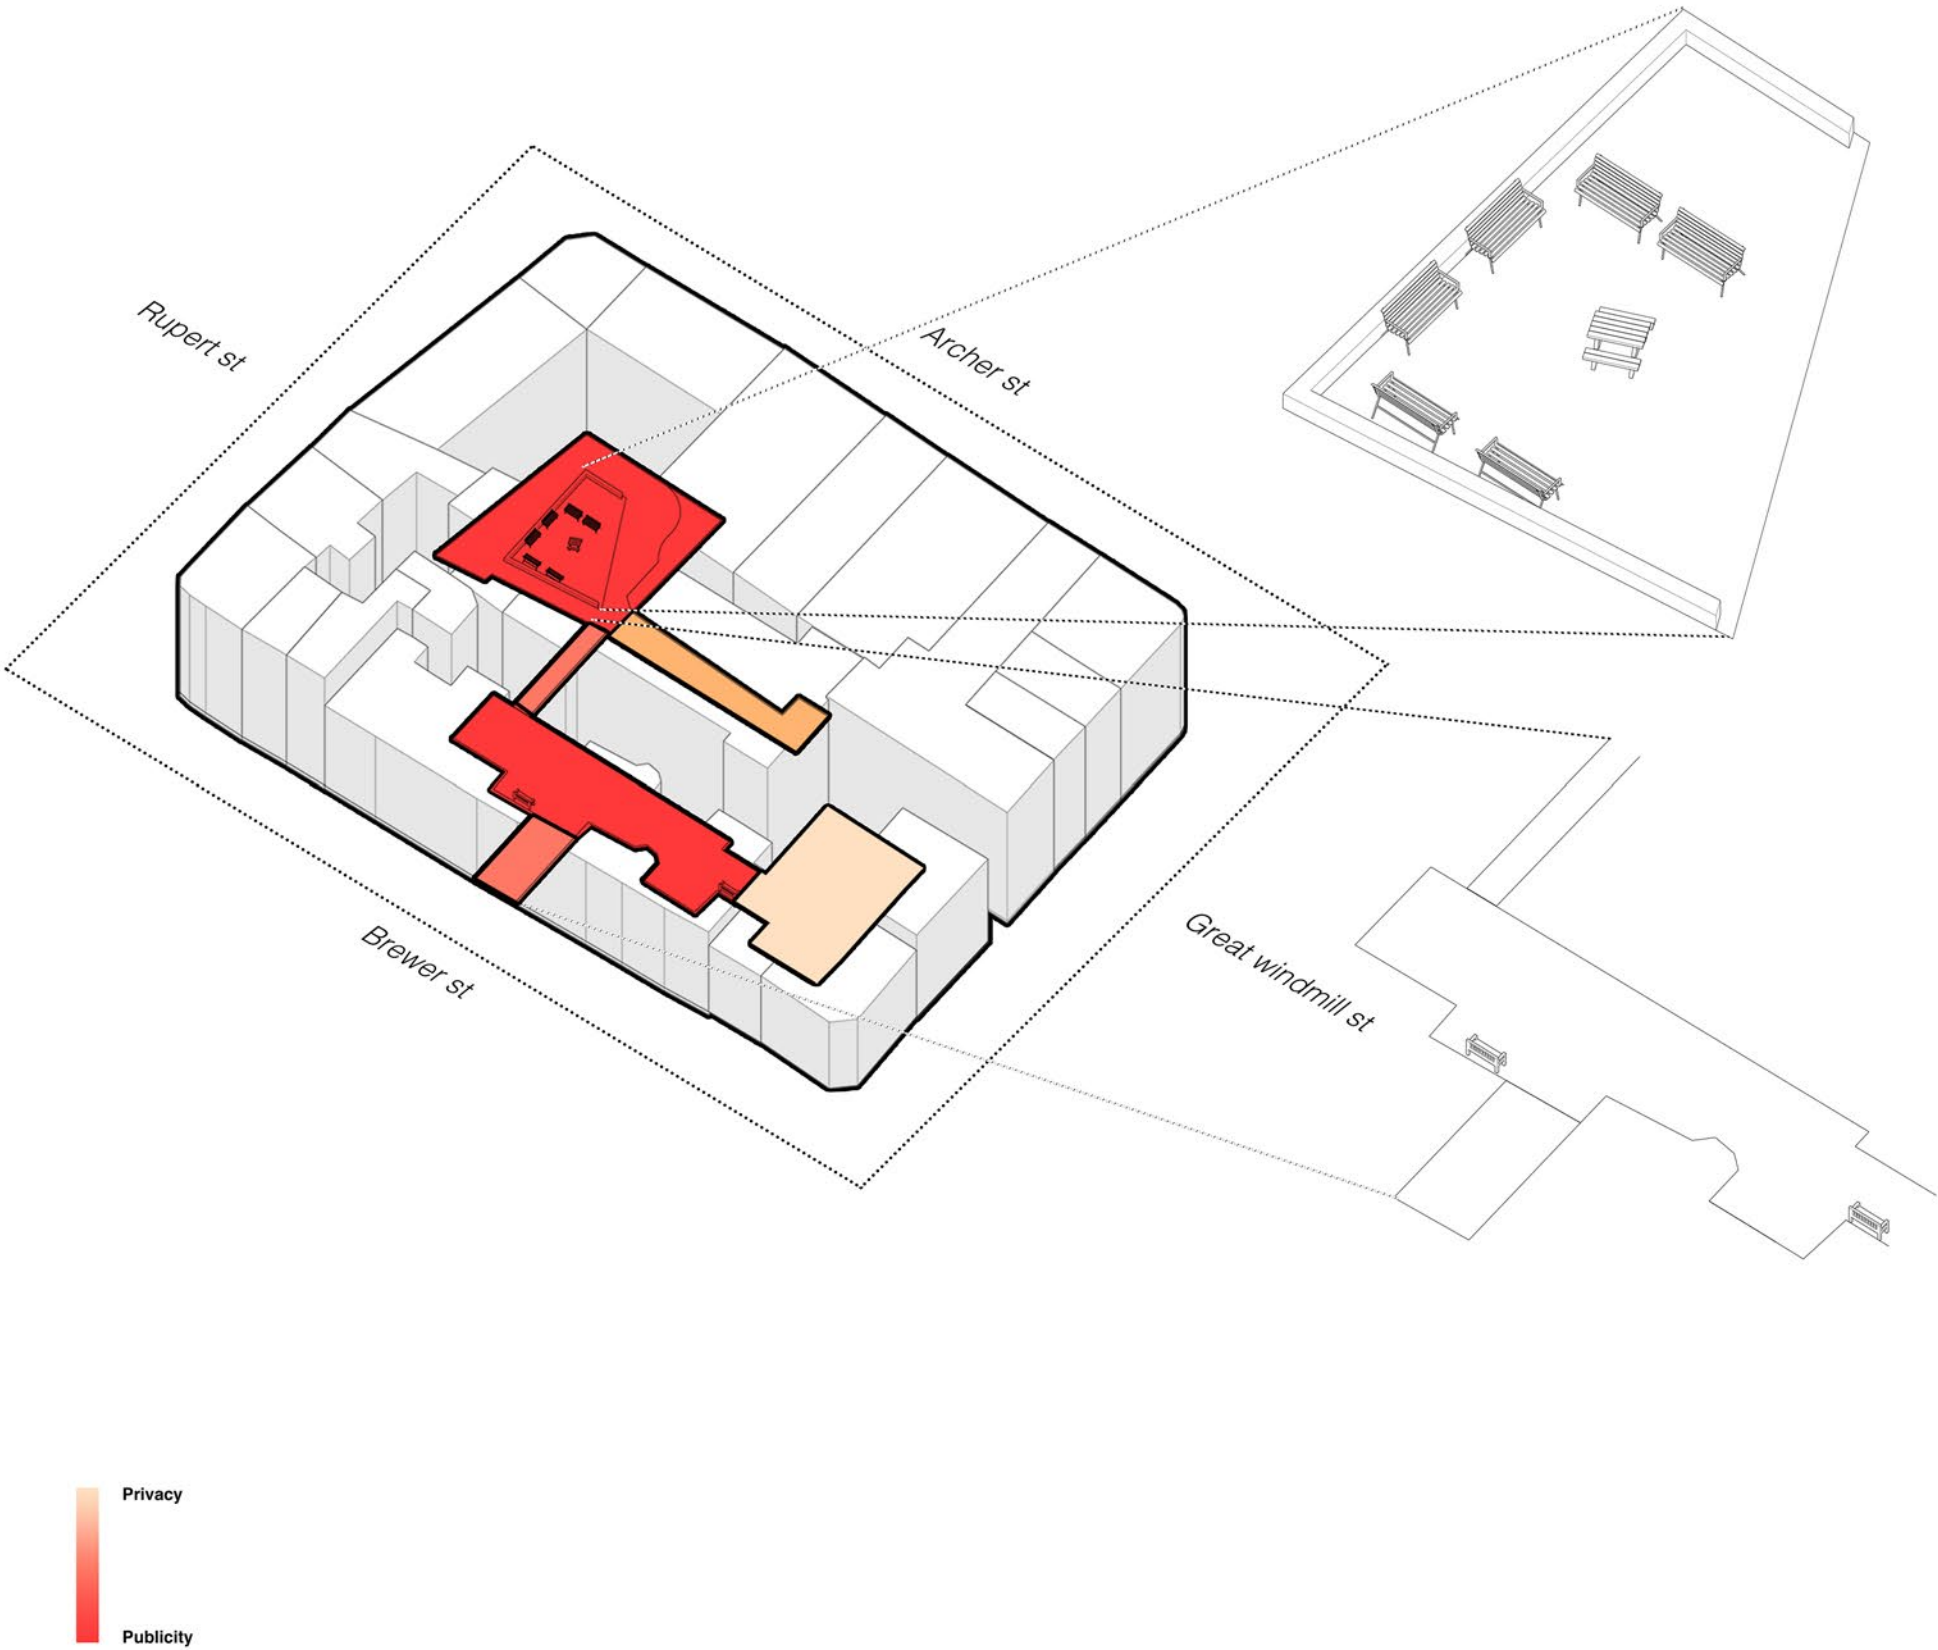 Rupert st
Archer st
Great windmill st
Brewer st
Privacy
Publicity